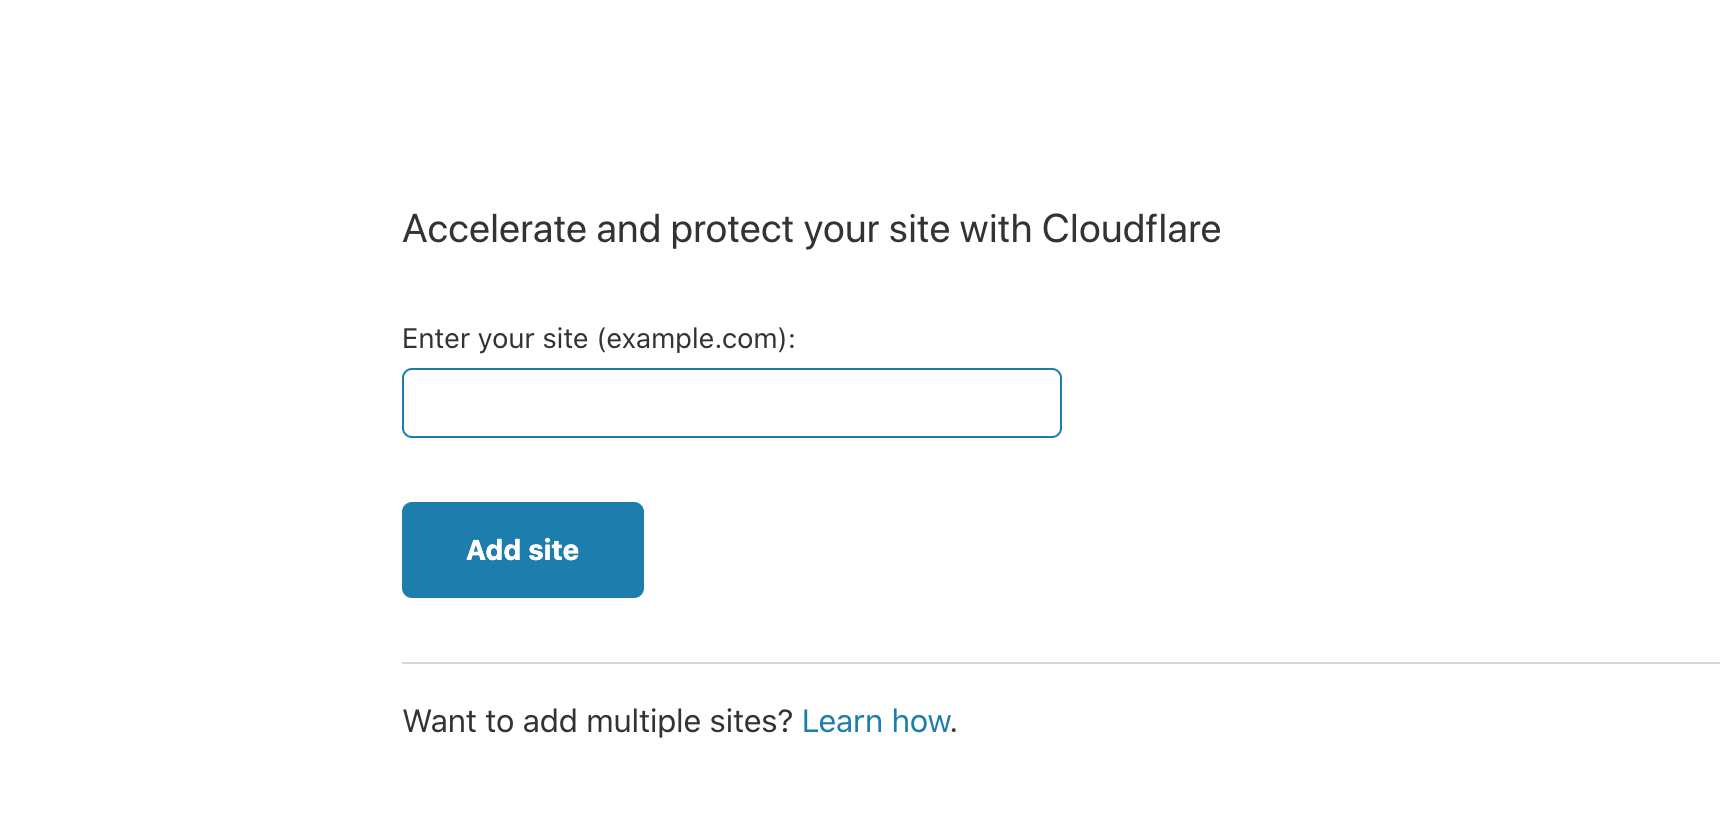 Accelerate and protect your site with Cloudflare
Enter your site (example.com):
Add site
Want to add multiple sites? Learn how.